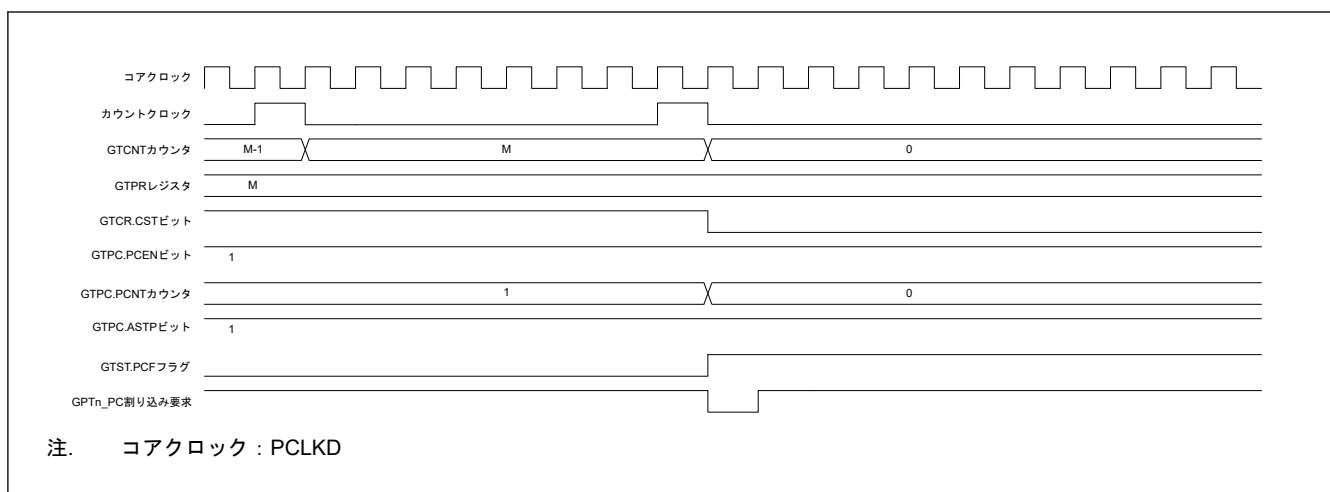 コアクロック
カウントクロック
GTCNTカウンタ M-1 M 0
GTPRレジスタ M
GTCR.CSTビット
GTPC.PCENビット 1
GTPC.PCNTカウンタ 1 0
GTPC.ASTPビット 1
GTST.PCFフラグ
GPTn_PC割り込み要求
注. コアクロック：PCLKD